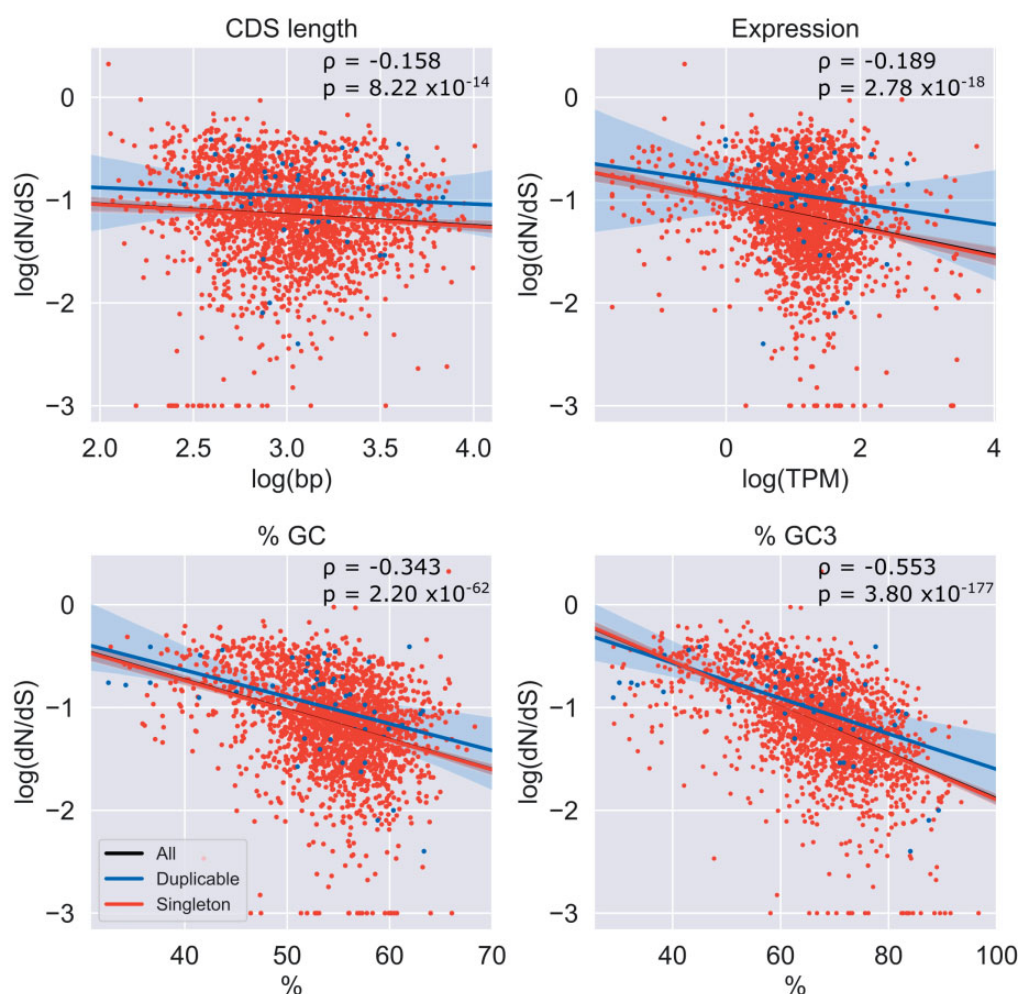 CDS length
ρ = -0.158
p = 8.22 x10-14
0
−1
−2
−3
log(dN/dS)
2.0 2.5 3.0 3.5 4.0
log(bp)
Expression
ρ = -0.189
p = 2.78 x10-18
0
−1
−2
−3
log(dN/dS)
0 2 4
log(TPM)
% GC
ρ = -0.343
p = 2.20 x10-62
0
−1
−2
−3
log(dN/dS)
All
Duplicable
Singleton
40 50 60 70
%
% GC3
ρ = -0.553
p = 3.80 x10-177
0
−1
−2
−3
log(dN/dS)
40 60 80 100
%